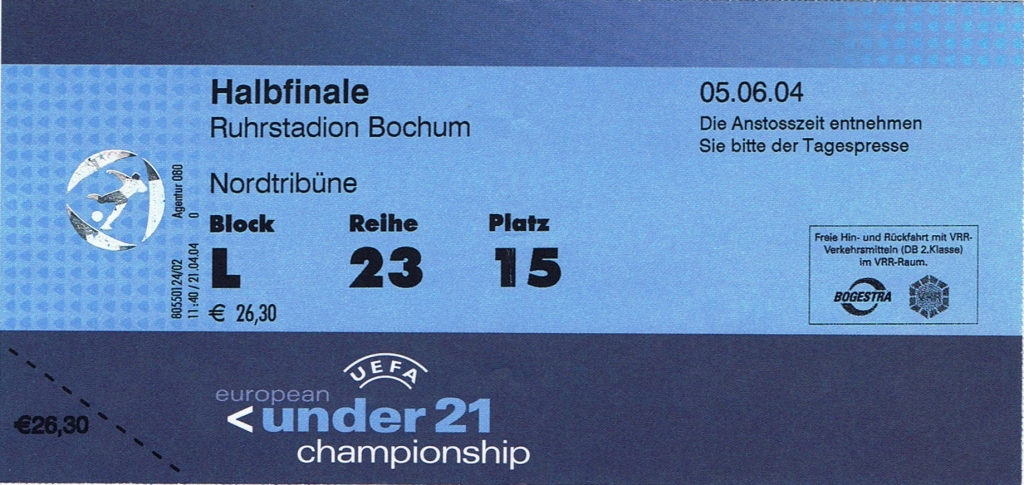 Halbfinale
Ruhrstadion Bochum
05.06.04
Die Anstosszeit entnehmen
Sie bitte der Tagespresse
Nordtribüne
Block Reihe Platz
L 23 15
€ 26,30
Agentur 080
0
80550124/02
11:40/21.04.04
Freie Hin- und Rückfahrt mit VRR-
Verkehrsmitteln (DB 2.Klasse)
im VRR-Raum.
BOGESTRA VRR
€26,30
UEFA
european
<under 21
championship